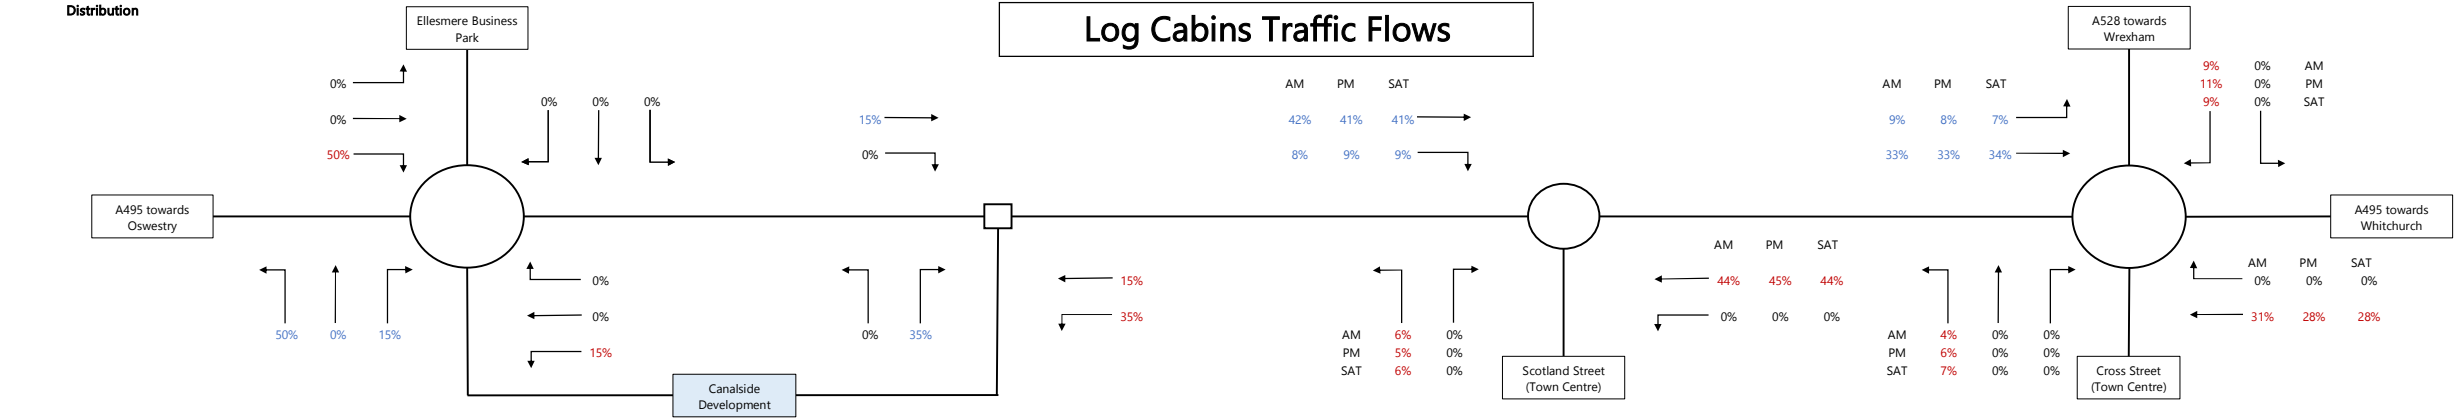 Distribution
Log Cabins Traffic Flows
Ellesmere Business
Park
0%
0%
50%
0% 0% 0%
A495 towards
Oswestry
50% 0% 15%
0%
0%
15%
15%
0%
0% 35%
15%
35%
Canalside
Development
AM PM SAT
42% 41% 41%
8% 9% 9%
AM 6% 0%
PM 5% 0%
SAT 6% 0%
Scotland Street
(Town Centre)
AM PM SAT
44% 45% 44%
0% 0% 0%
AM PM SAT
9% 8% 7%
33% 33% 34%
A528 towards
Wrexham
9% 0% AM
11% 0% PM
9% 0% SAT
A495 towards
Whitchurch
AM PM SAT
0% 0% 0%
31% 28% 28%
AM 4% 0% 0%
PM 6% 0% 0%
SAT 7% 0% 0%
Cross Street
(Town Centre)